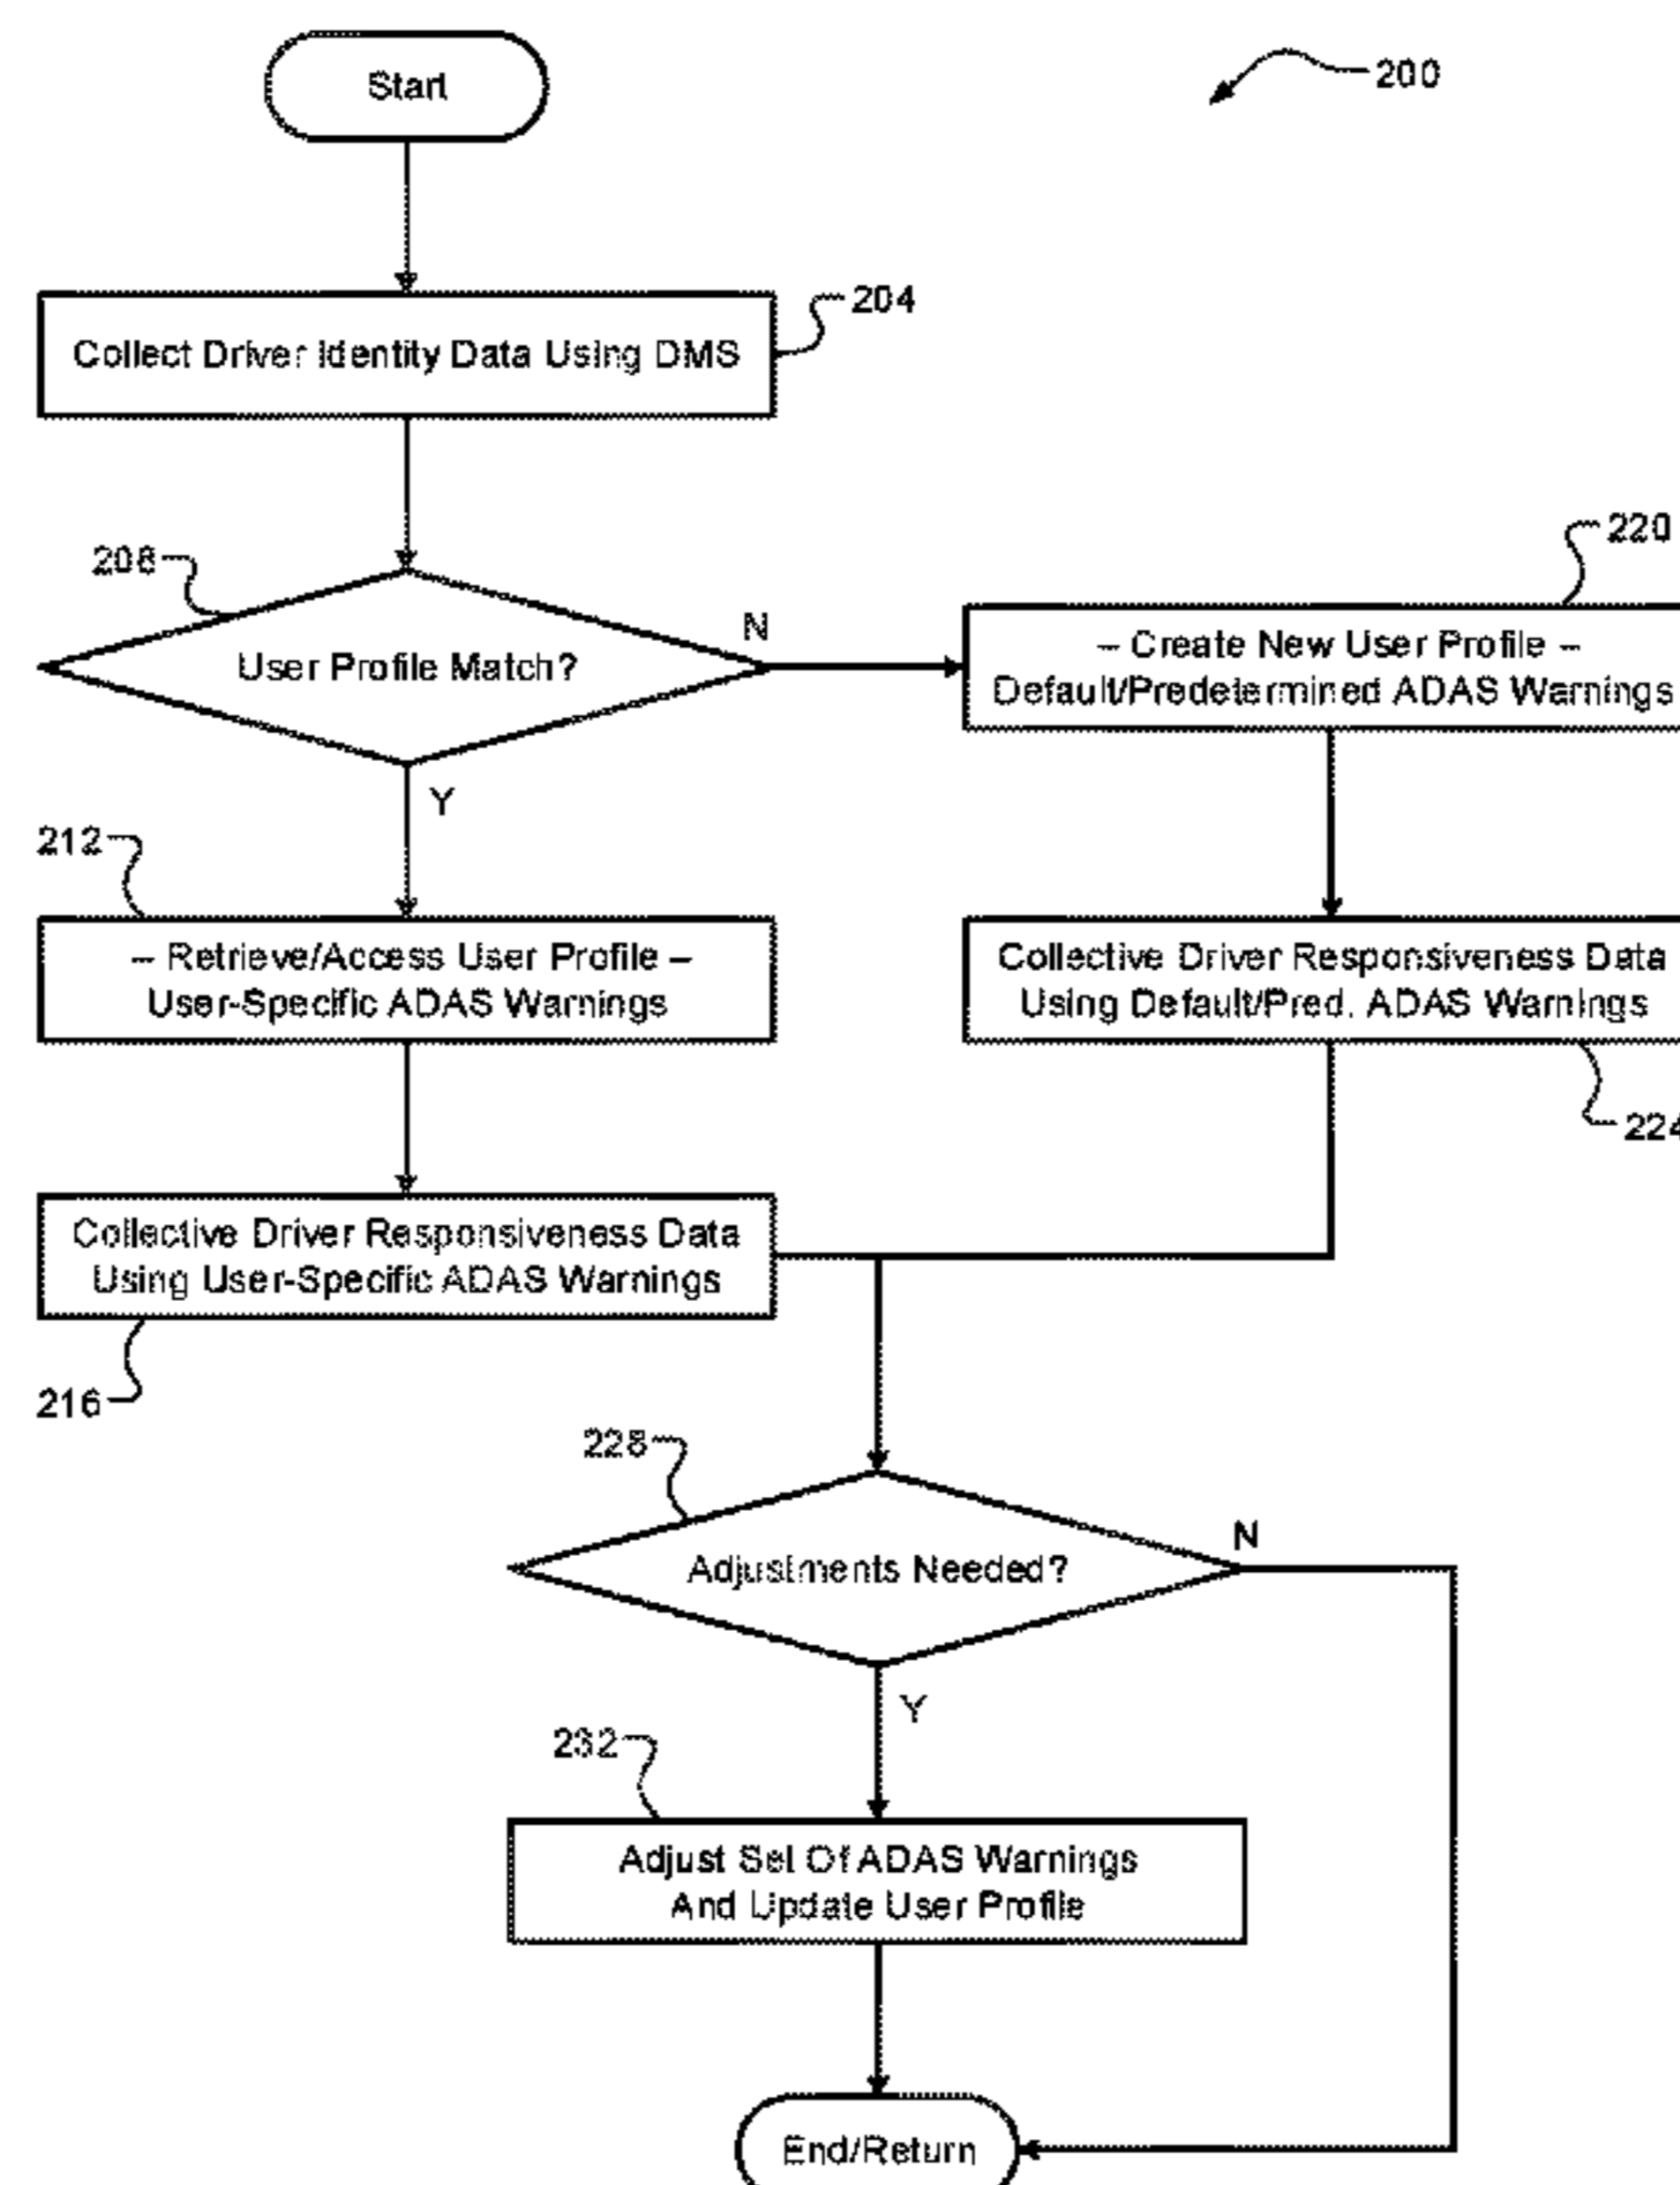 Start
200
Collect Driver Identity Data Using DMS
204
208
User Profile Match?
N
Y
220
-- Create New User Profile --
Default/Predetermined ADAS Warnings
212
-- Retrieve/Access User Profile --
User-Specific ADAS Warnings
Collective Driver Responsiveness Data
Using Default/Pred. ADAS Warnings
224
Collective Driver Responsiveness Data
Using User-Specific ADAS Warnings
216
228
Adjustments Needed?
N
Y
232
Adjust Set Of ADAS Warnings
And Update User Profile
End/Return